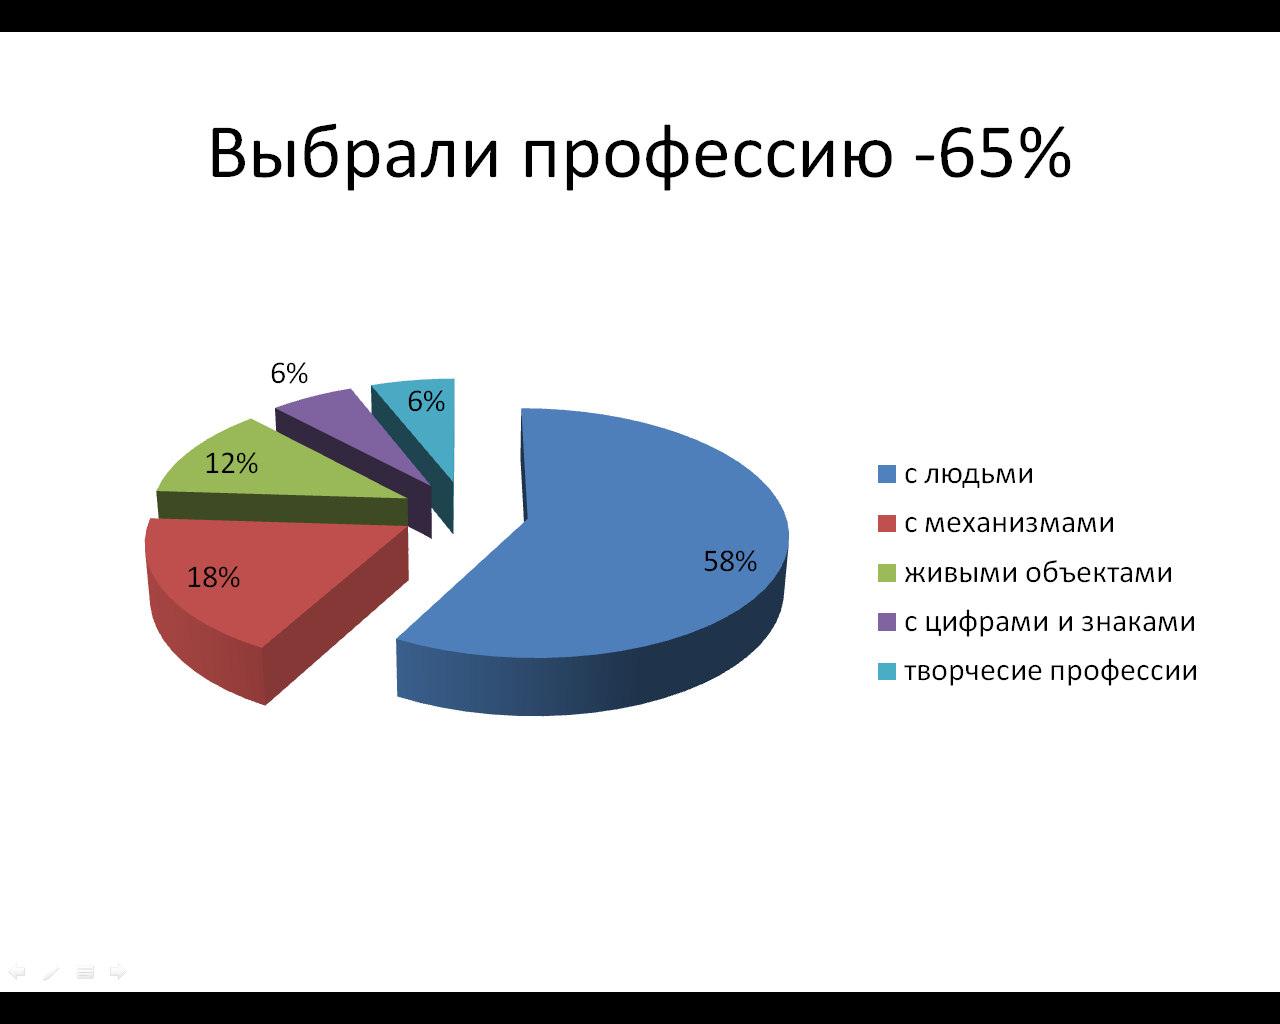 Выбрали профессию -65%
6%
6%
12%
18%
58%
с людьми
с механизмами
живыми объектами
с цифрами и знаками
творчесие профессии